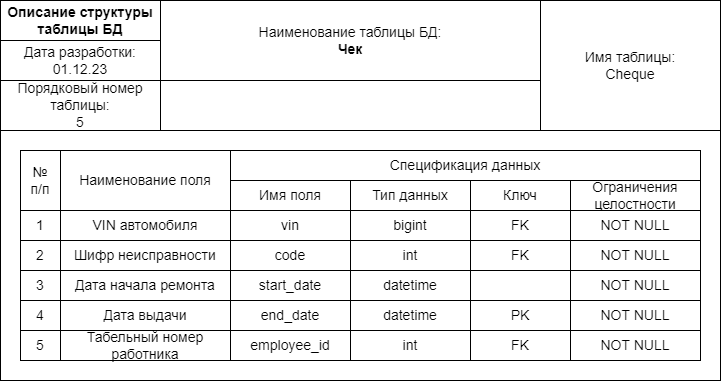 Описание структуры
таблицы БД
Дата разработки:
01.12.23
Порядковый номер
таблицы:
5
Наименование таблицы БД:
Чек
Имя таблицы:
Cheque
№
п/п
Наименование поля
Спецификация данных
Имя поля
Тип данных
Ключ
Ограничения
целостности
1 VIN автомобиля vin bigint FK NOT NULL
2 Шифр неисправности code int FK NOT NULL
3 Дата начала ремонта start_date datetime NOT NULL
4 Дата выдачи end_date datetime PK NOT NULL
5 Табельный номер
работника employee_id int FK NOT NULL